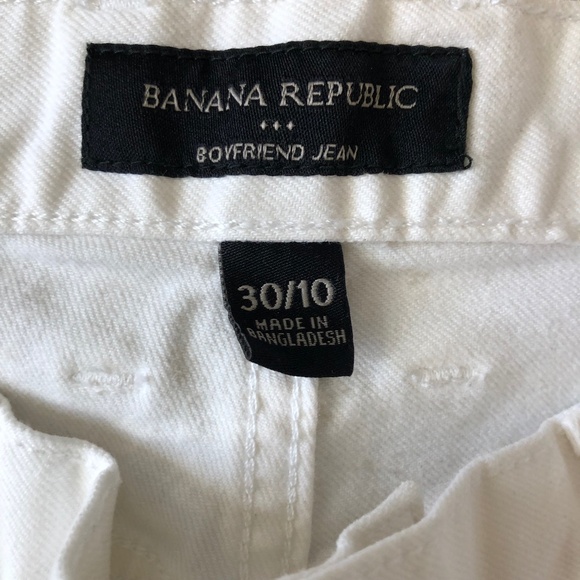 BANANA REPUBLIC
BOYFRIEND JEAN
30/10
MADE IN
BANGLADESH